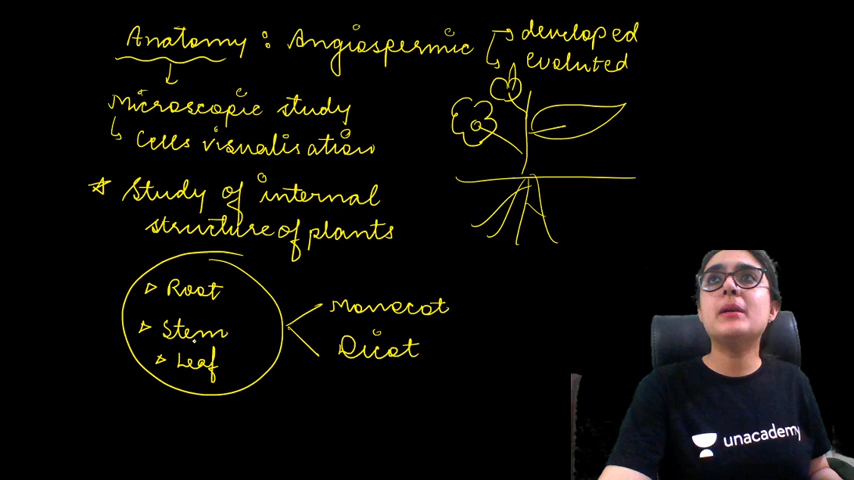 Anatomy : Angiospermic
developed
evoluted
Microscopic study
Cells visualisation
Study of internal
structure of plants
Root
Stem
Leaf
Monocot
Dicot
unacademy